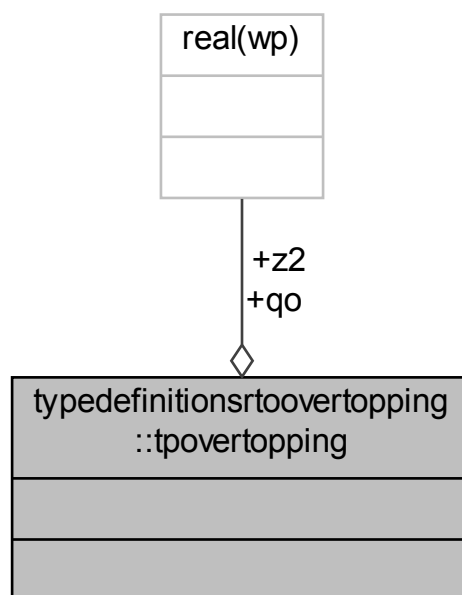 real(wp)
+z2
+qo
typedefinitionsrtoovertopping
::tpovertopping